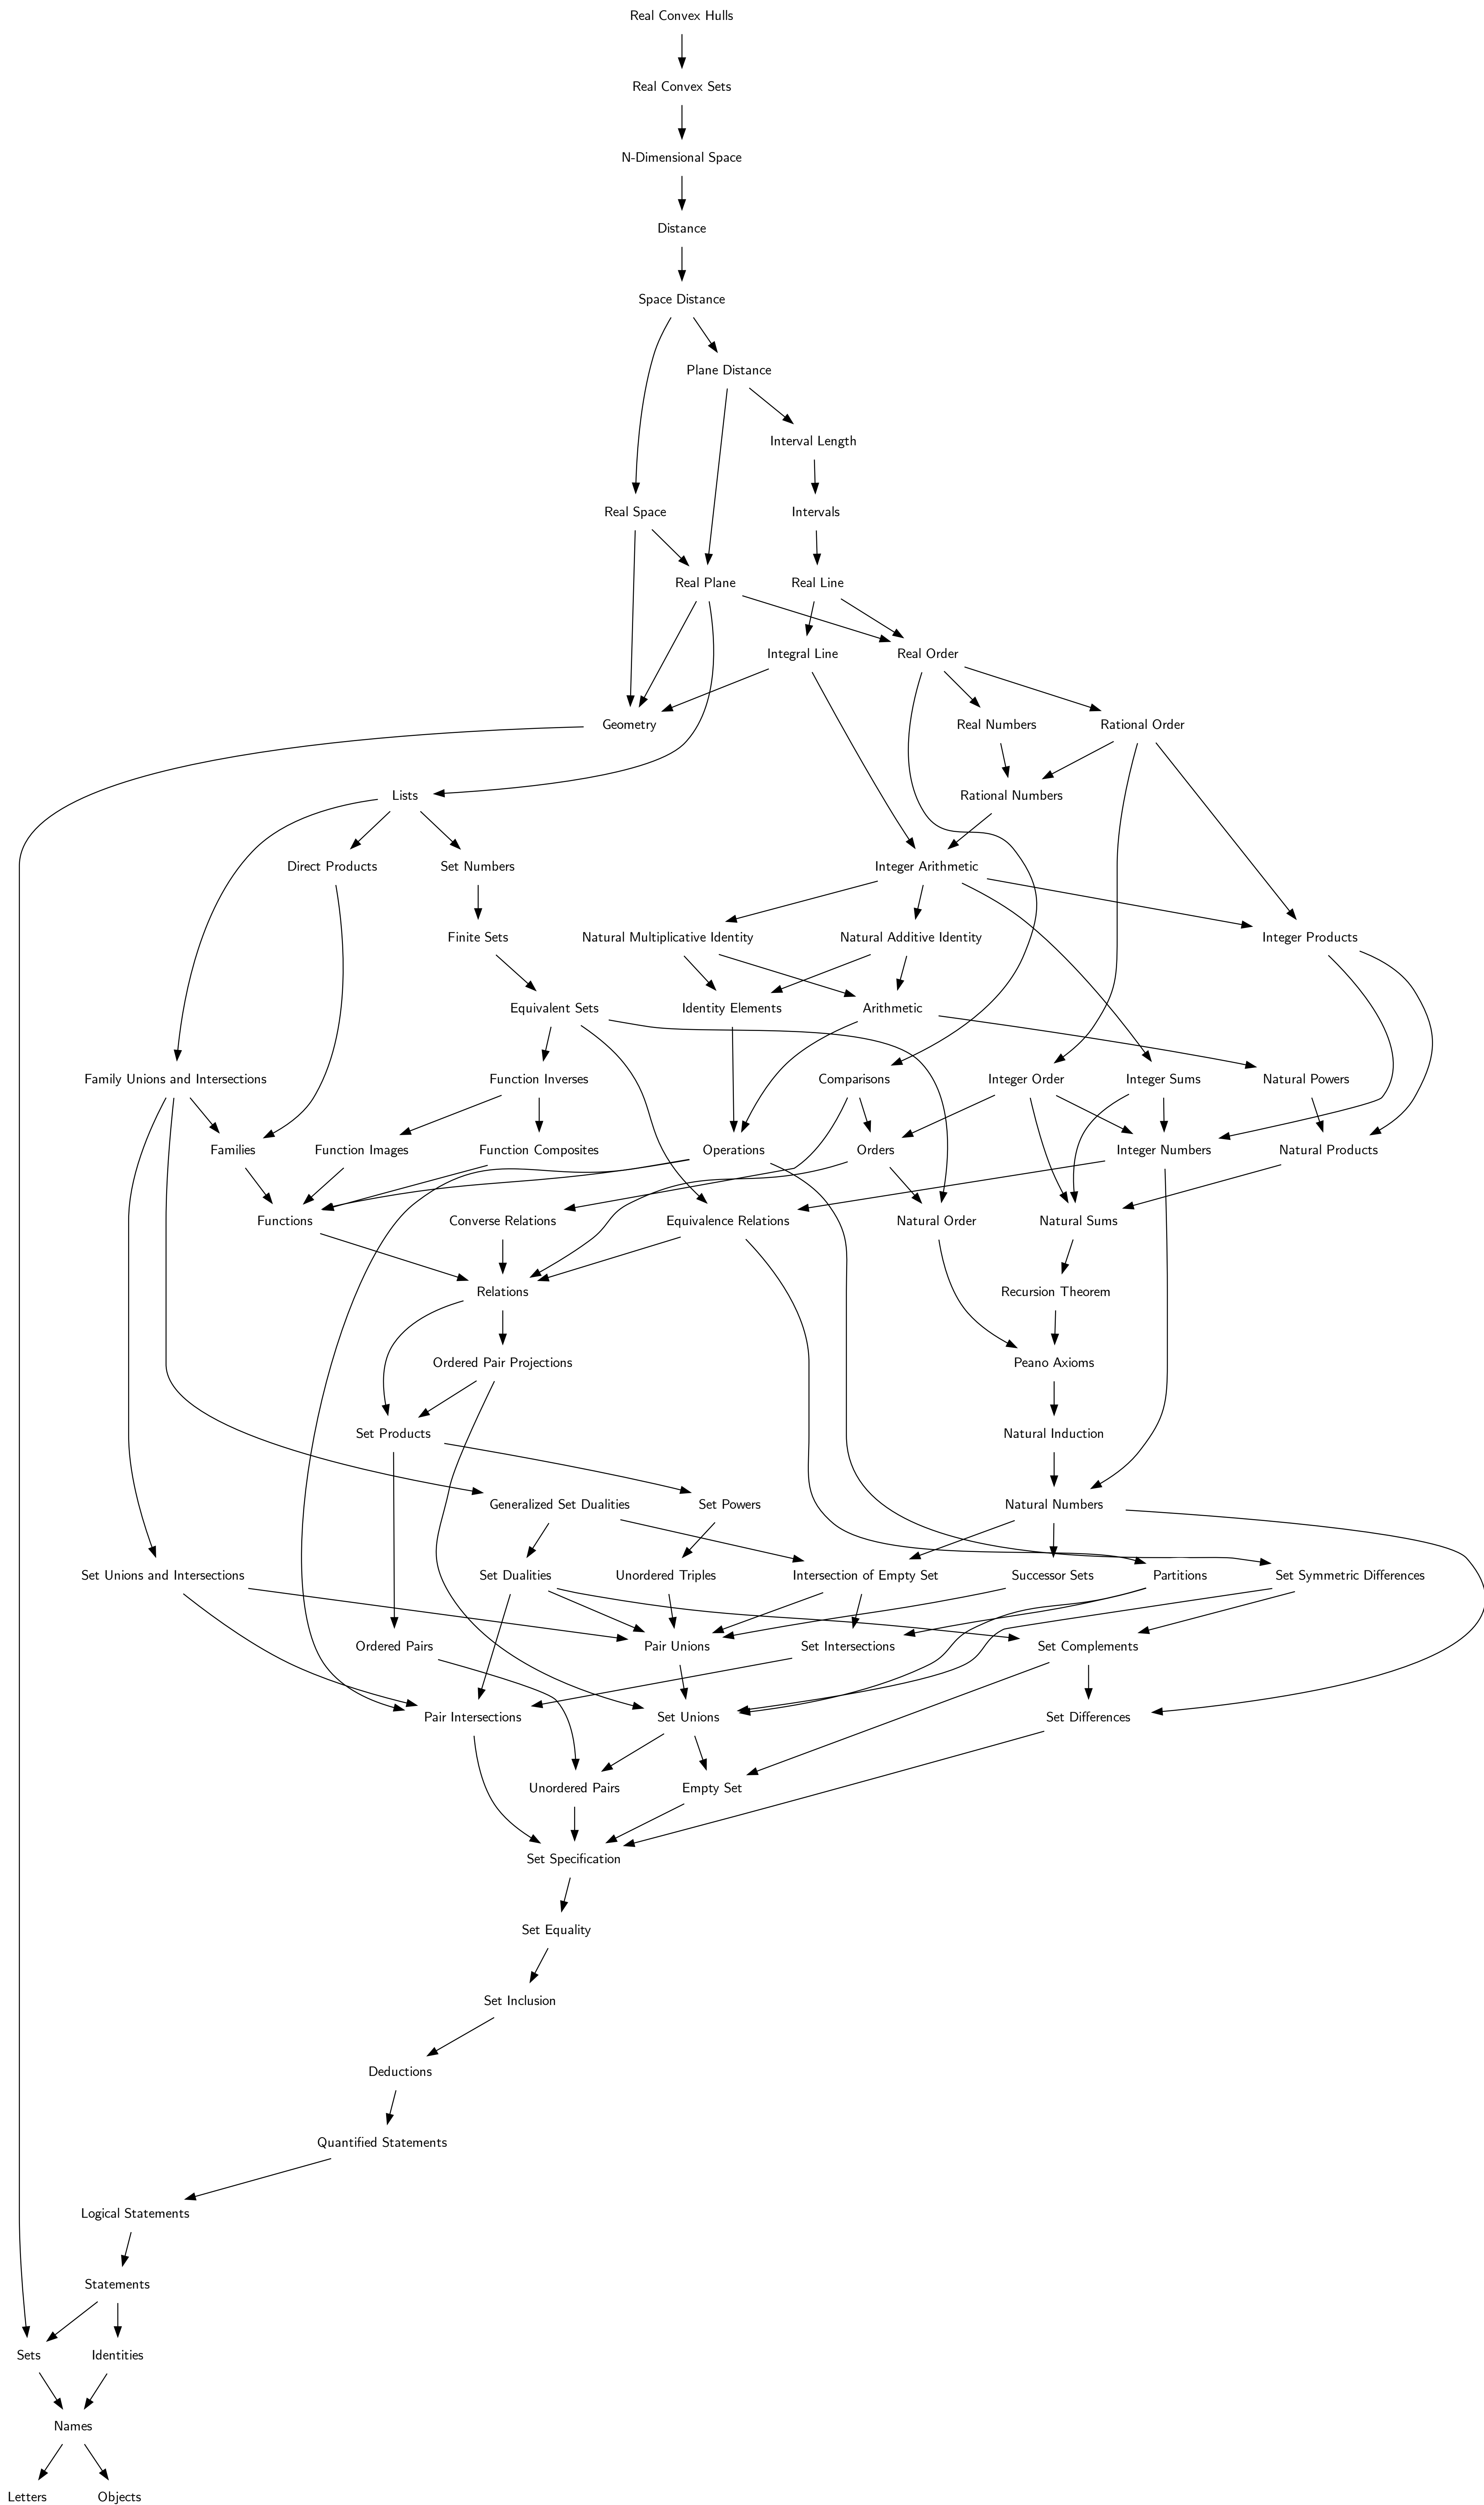 Real Convex Hulls
Real Convex Sets
N-Dimensional Space
Distance
Space Distance
Plane Distance
Interval Length
Real Space
Intervals
Real Plane
Real Line
Integral Line
Real Order
Geometry
Real Numbers
Rational Order
Lists
Rational Numbers
Direct Products
Set Numbers
Integer Arithmetic
Finite Sets
Natural Multiplicative Identity
Natural Additive Identity
Integer Products
Equivalent Sets
Identity Elements
Arithmetic
Family Unions and Intersections
Function Inverses
Comparisons
Integer Order
Integer Sums
Natural Powers
Families
Function Images
Function Composites
Operations
Orders
Integer Numbers
Natural Products
Functions
Converse Relations
Equivalence Relations
Natural Order
Natural Sums
Relations
Recursion Theorem
Ordered Pair Projections
Peano Axioms
Set Products
Natural Induction
Generalized Set Dualities
Set Powers
Natural Numbers
Set Unions and Intersections
Set Dualities
Unordered Triples
Intersection of Empty Set
Successor Sets
Partitions
Set Symmetric Differences
Ordered Pairs
Pair Unions
Set Intersections
Set Complements
Pair Intersections
Set Unions
Set Differences
Unordered Pairs
Empty Set
Set Specification
Set Equality
Set Inclusion
Deductions
Quantified Statements
Logical Statements
Statements
Sets
Identities
Names
Letters
Objects